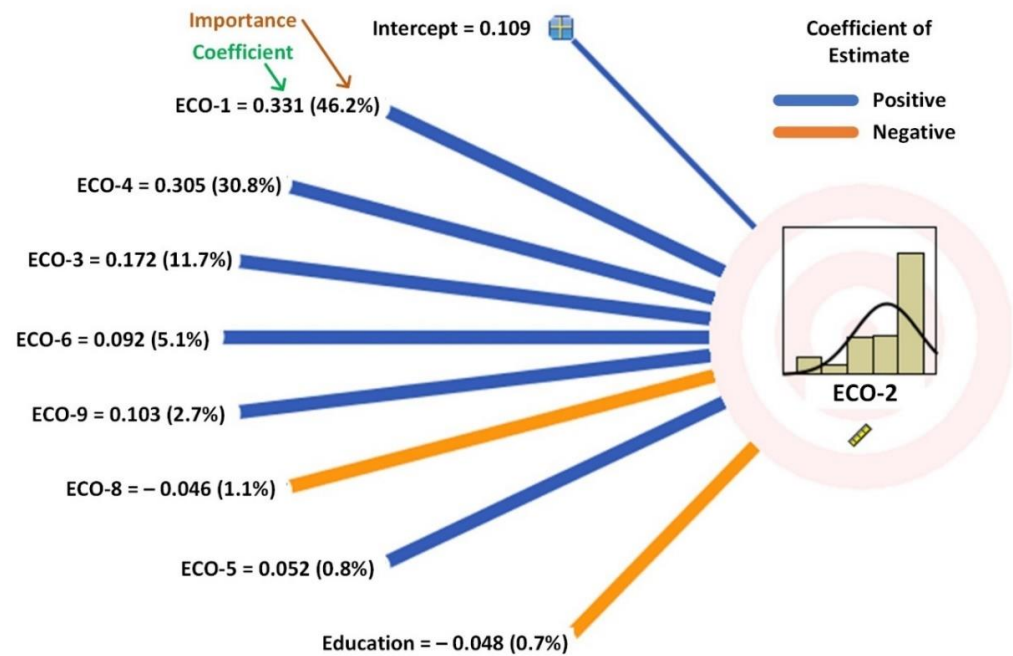 Importance
Coefficient
Intercept = 0.109
Coefficient of
Estimate
Positive
Negative
ECO-1 = 0.331 (46.2%)
ECO-4 = 0.305 (30.8%)
ECO-3 = 0.172 (11.7%)
ECO-6 = 0.092 (5.1%)
ECO-9 = 0.103 (2.7%)
ECO-8 = – 0.046 (1.1%)
ECO-5 = 0.052 (0.8%)
Education = – 0.048 (0.7%)
ECO-2